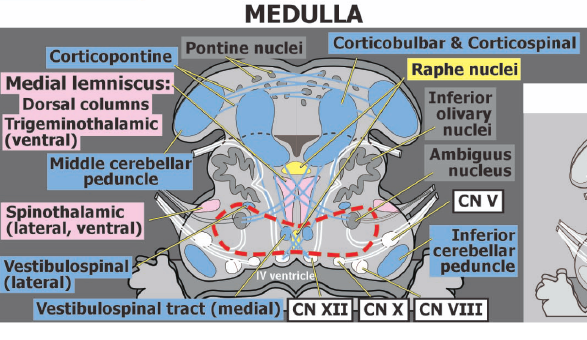 MEDULLA
Corticopontine
Pontine nuclei
Corticobulbar & Corticospinal
Medial lemniscus:
Dorsal columns
Trigeminothalamic
(ventral)
Raphe nuclei
Inferior
olivary
nuclei
Middle cerebellar
peduncle
Ambiguus
nucleus
CN V
Spinothalamic
(lateral, ventral)
Inferior
cerebellar
peduncle
Vestibulospinal
(lateral)
IV ventricle
Vestibulospinal tract (medial)
CN XII
CN X
CN VIII